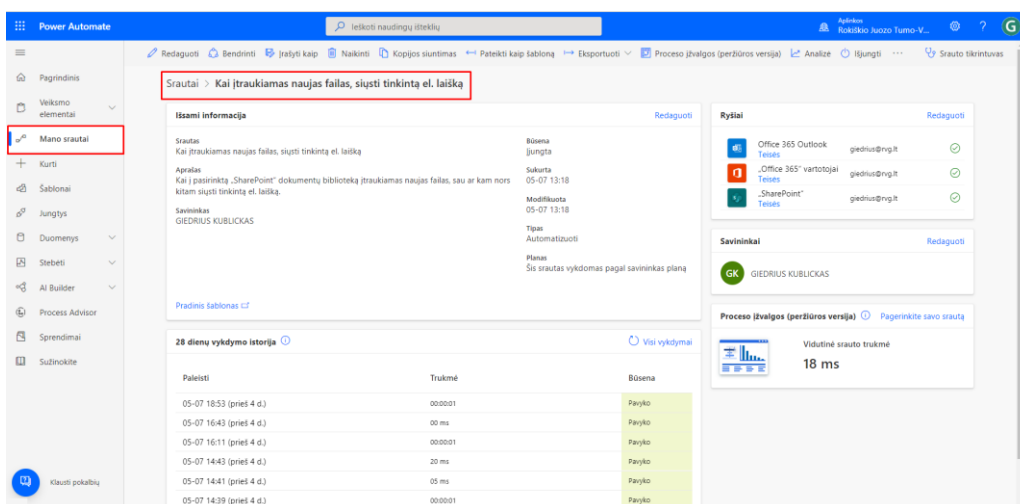 Power Automate
Ieškoti naudingų išteklių
Aplinkos
Rokiškio Juozo Tumo-V...
?
G
Redaguoti Bendrinti Įrašyti kaip Naikinti Kopijos siuntimas Pateikti kaip šabloną Eksportuoti Proceso įžvalgos (peržiūros versija) Analizė Išjungti ... Srauto tikrintuvas
Pagrindinis
Veiksmo
elementai
Mano srautai
Kurti
Šablonai
Jungtys
Duomenys
Stebėti
AI Builder
Process Advisor
Sprendimai
Sužinokite
Klausti pokalbių
Srautai > Kai įtraukiamas naujas failas, siųsti tinkintą el. laišką
Išsami informacija Redaguoti
Srautas
Kai įtraukiamas naujas failas, siųsti tinkintą el. laišką
Aprašas
Kai į pasirinktą „SharePoint“ dokumentų biblioteką įtraukiamas naujas failas, sau ar kam nors
kitam siųsti tinkintą el. laišką.
Savininkas
GIEDRIUS KUBLICKAS
Būsena
Įjungta
Sukurta
05-07 13:18
Modifikuota
05-07 13:18
Tipas
Automatizuoti
Planas
Šis srautas vykdomas pagal savininkas planą
Pradinis šablonas
28 dienų vykdymo istorija Visi vykdymai
Paleisti Trukmė Būsena
05-07 18:53 (prieš 4 d.) 00:00:01 Pavyko
05-07 16:43 (prieš 4 d.) 00 ms Pavyko
05-07 16:11 (prieš 4 d.) 00:00:01 Pavyko
05-07 14:43 (prieš 4 d.) 20 ms Pavyko
05-07 14:41 (prieš 4 d.) 05 ms Pavyko
05-07 14:39 (prieš 4 d.) 00:00:01 Pavyko
Ryšiai Redaguoti
Office 365 Outlook
Teisės
giedrius@rvg.lt
„Office 365“ vartotojai
Teisės
giedrius@rvg.lt
„SharePoint“
Teisės
giedrius@rvg.lt
Savininkai Redaguoti
GK GIEDRIUS KUBLICKAS
Proceso įžvalgos (peržiūros versija) Pagerinkite savo srautą
Vidutinė srauto trukmė
18 ms